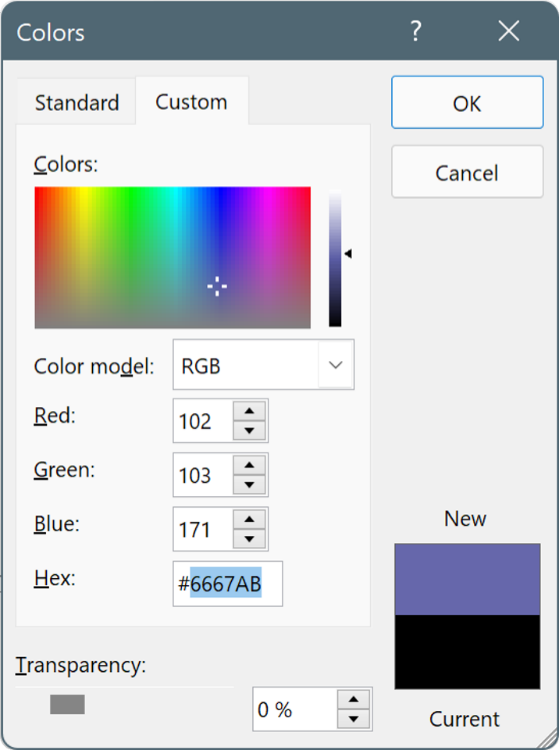 Colors ?
Standard Custom
OK
Cancel
Colors:
Color model: RGB
Red: 102
Green: 103
Blue: 171
Hex: #6667AB
New
Current
Transparency:
0 %